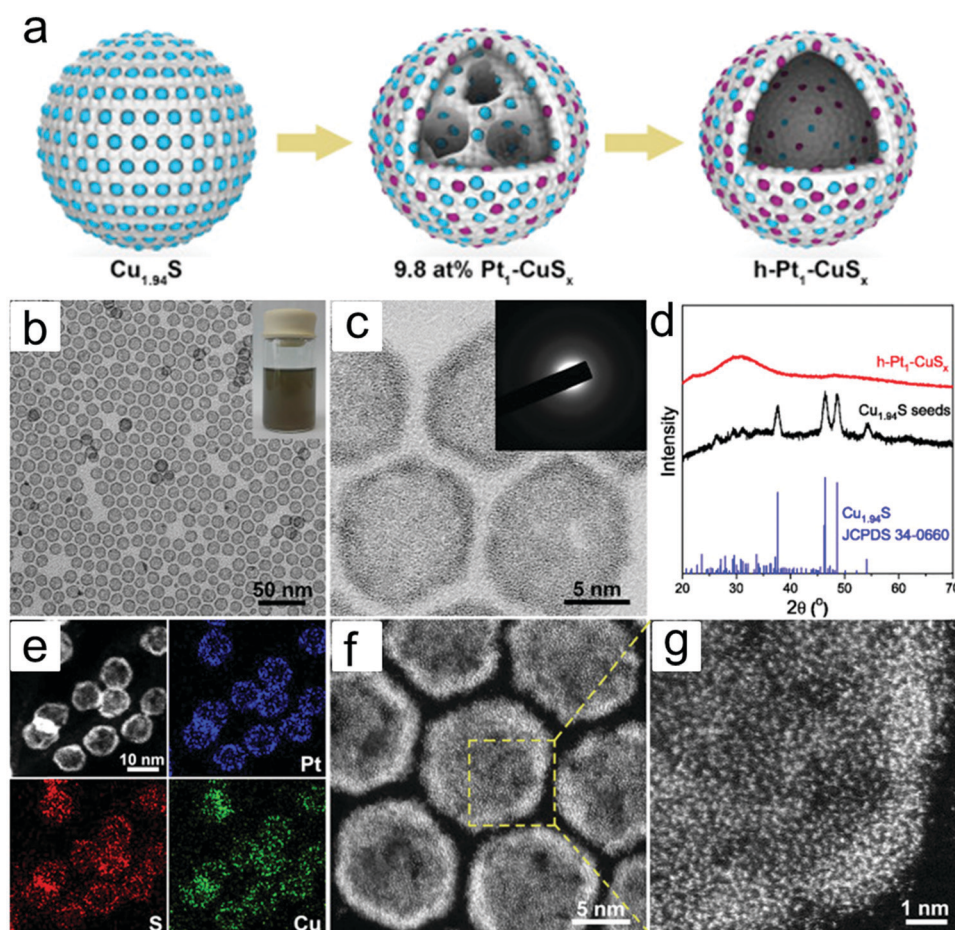 a
Cu₁.₉₄S
9.8 at% Pt₁-CuSₓ
h-Pt₁-CuSₓ
b
50 nm
c
5 nm
d
h-Pt₁-CuSₓ
Cu₁.₉₄S seeds
Cu₁.₉₄S
JCPDS 34-0660
Intensity
20 30 40 50 60 70
2θ (°)
e
10 nm
Pt
S
Cu
f
5 nm
g
1 nm